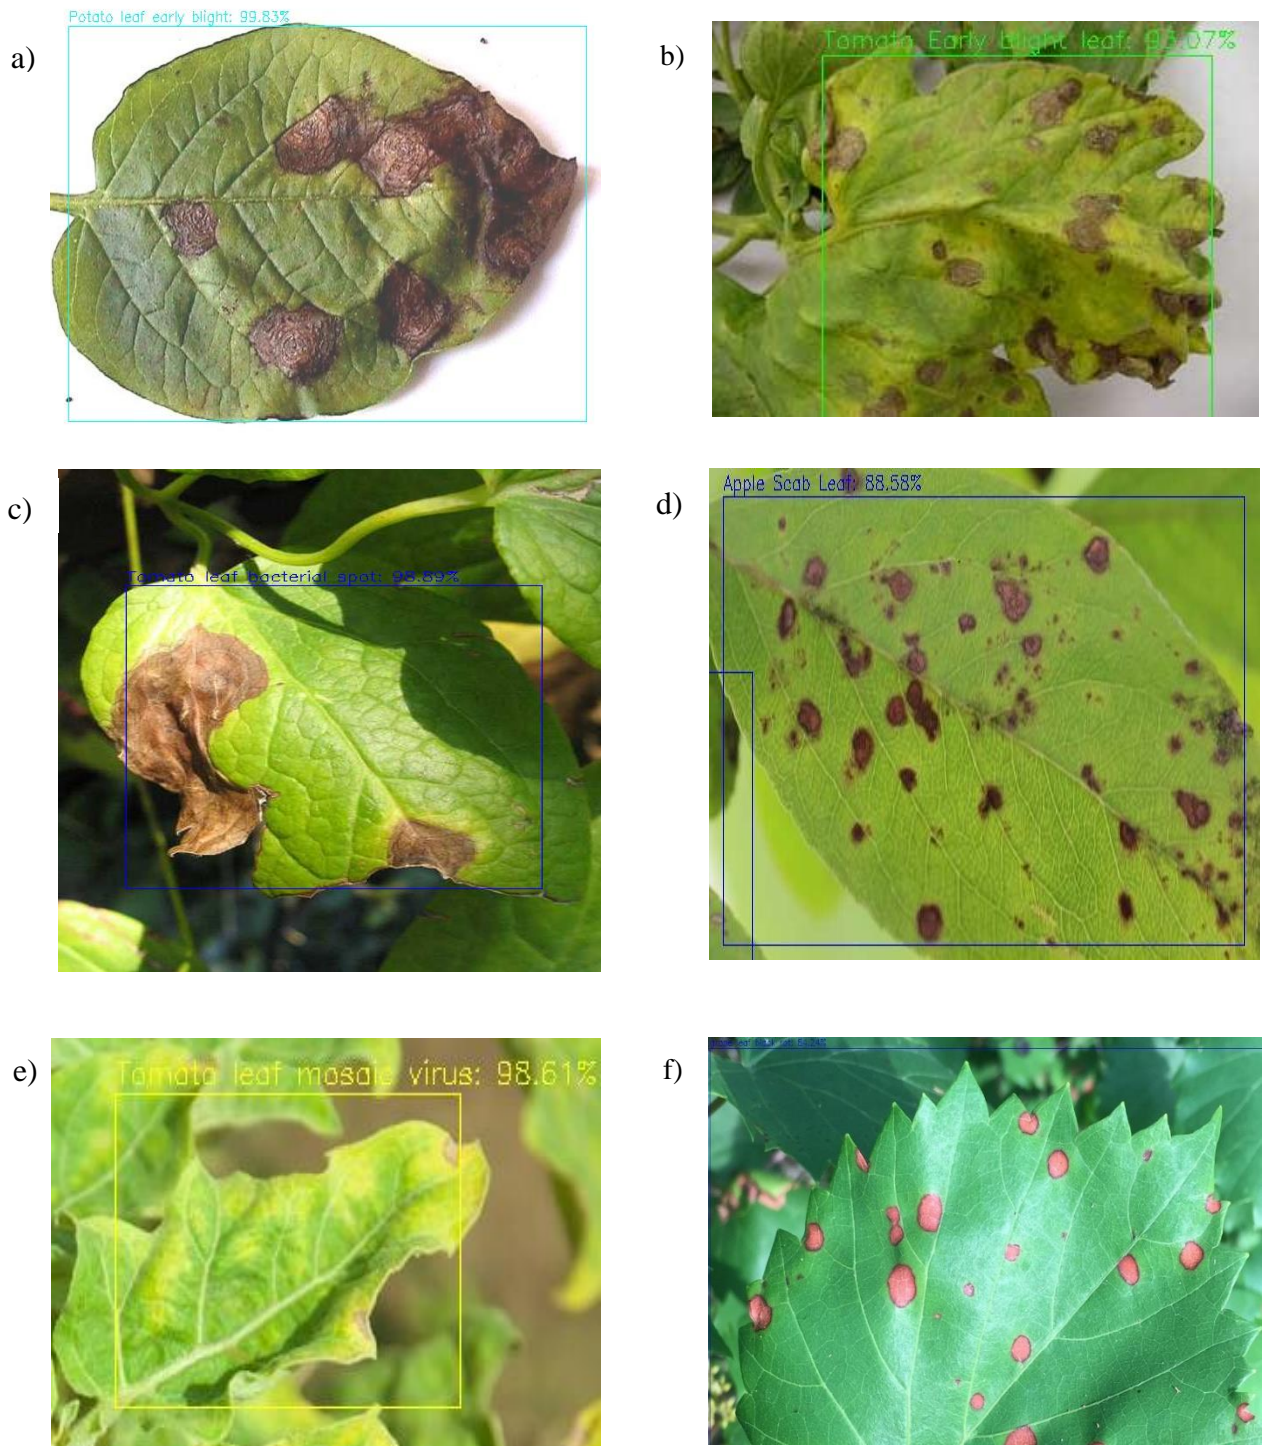 Potato leaf early blight: 99.83%
a)
b)
Tomato Early blight leaf: 93.07%
c)
Tomato leaf bacterial spot: 98.89%
d)
Apple Scab Leaf: 88.58%
e)
Tomato leaf mosaic virus: 98.61%
f)
leaf